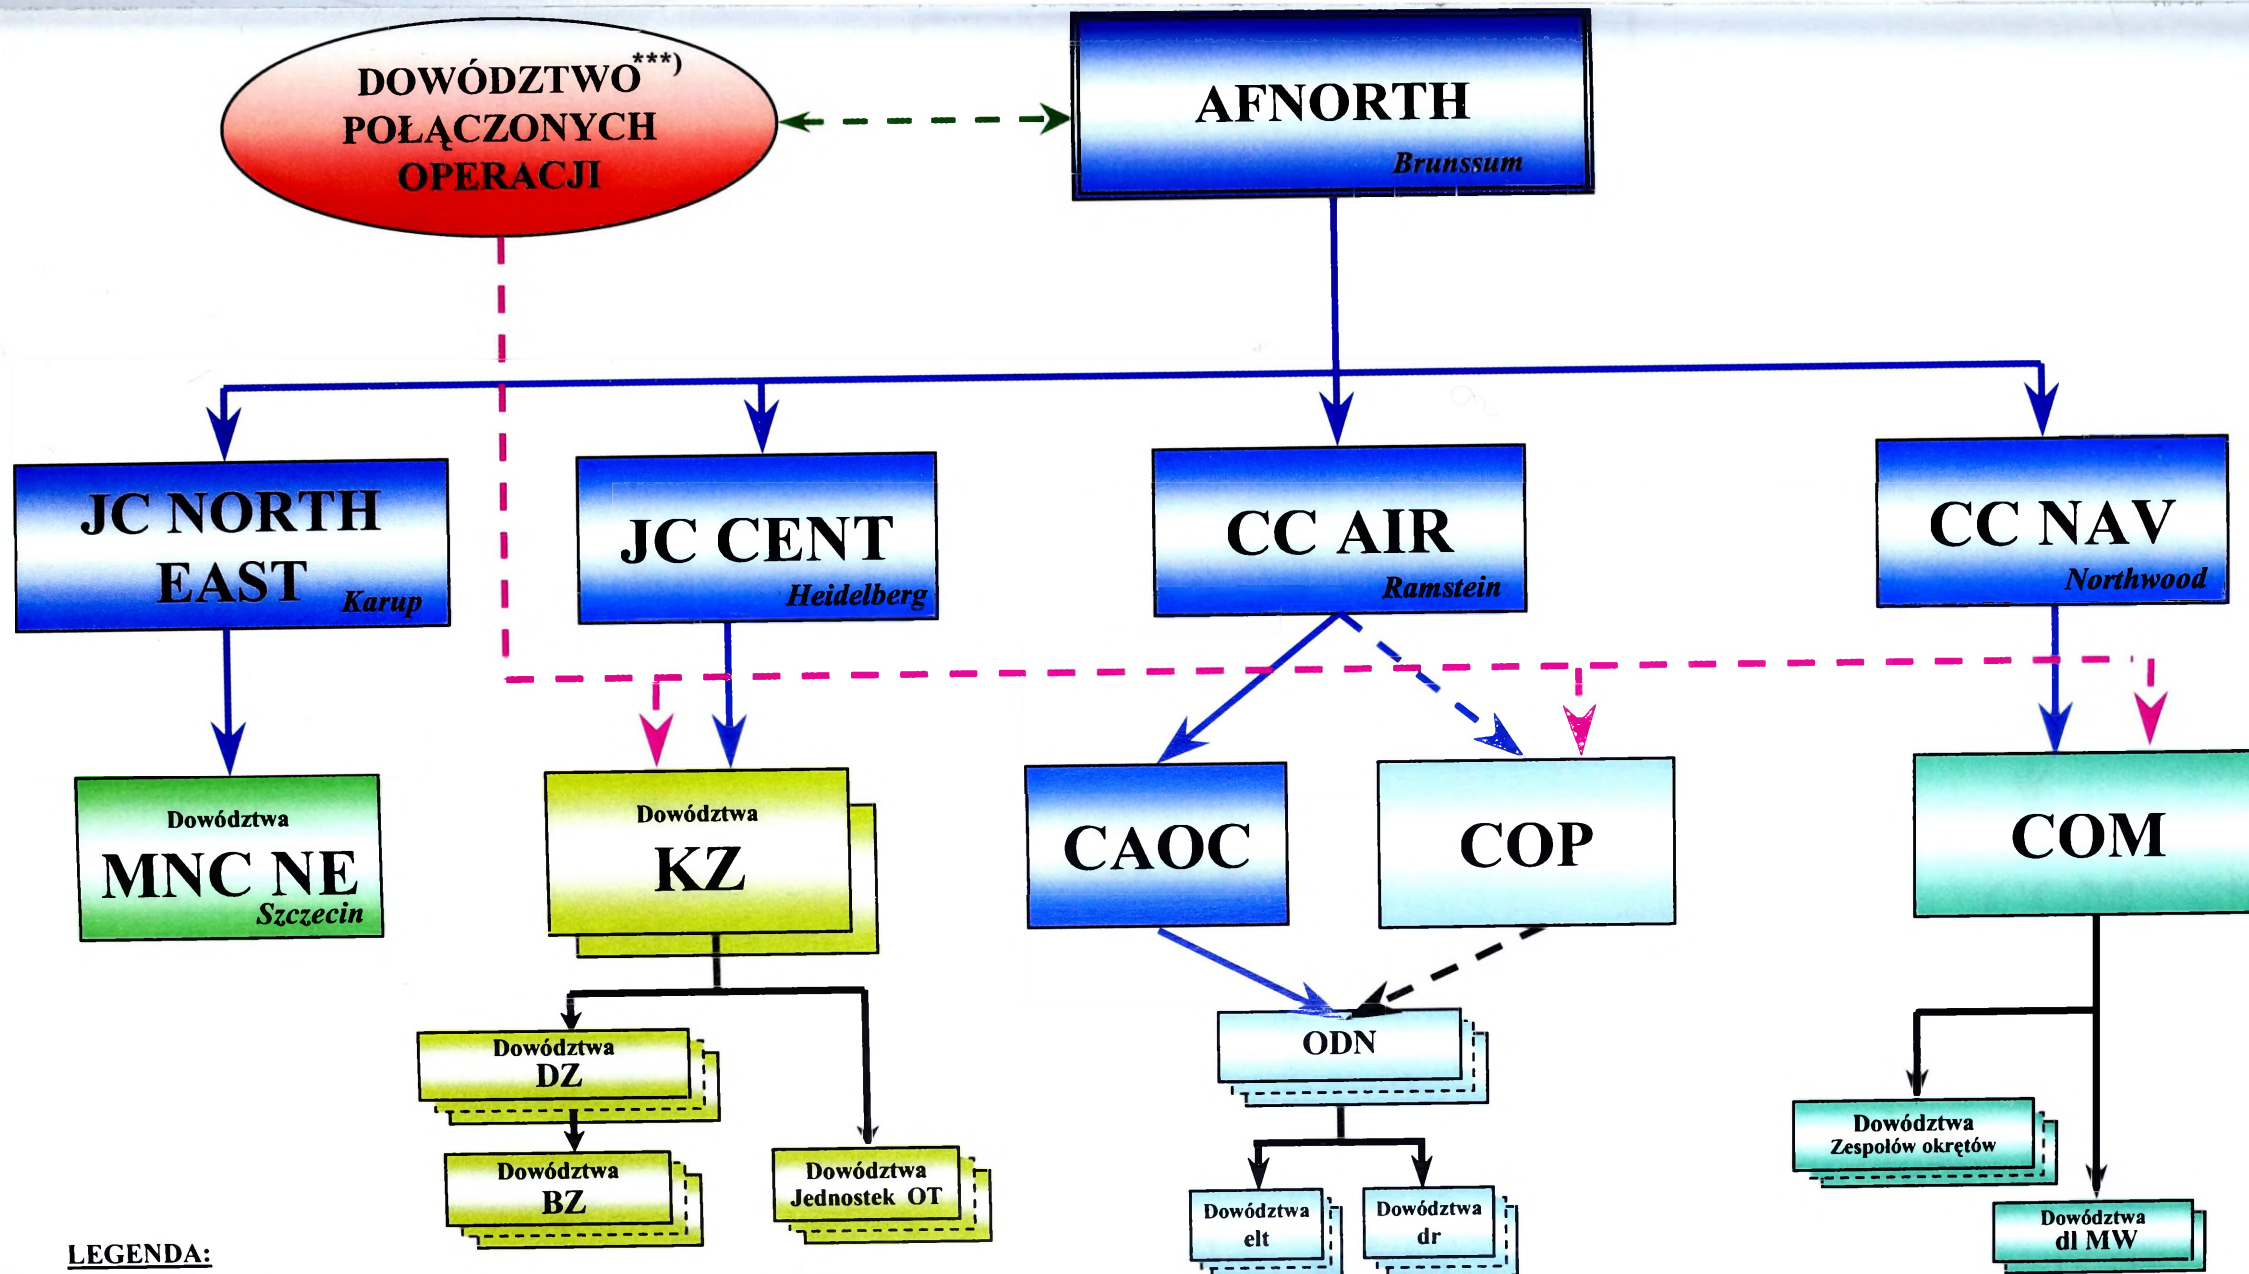 DOWÓDZTWO***)
POŁĄCZONYCH
OPERACJI
AFNORTH
Brunssum
JC NORTH
EAST
Karup
JC CENT
Heidelberg
CC AIR
Ramstein
CC NAV
Northwood
Dowództwa
MNC NE
Szczecin
Dowództwa
KZ
CAOC
COP
COM
Dowództwa
DZ
Dowództwa
BZ
Dowództwa
Jednostek OT
ODN
Dowództwa
elt
Dowództwa
dr
Dowództwa
Zespołów okrętów
Dowództwa
dl MW
LEGENDA: